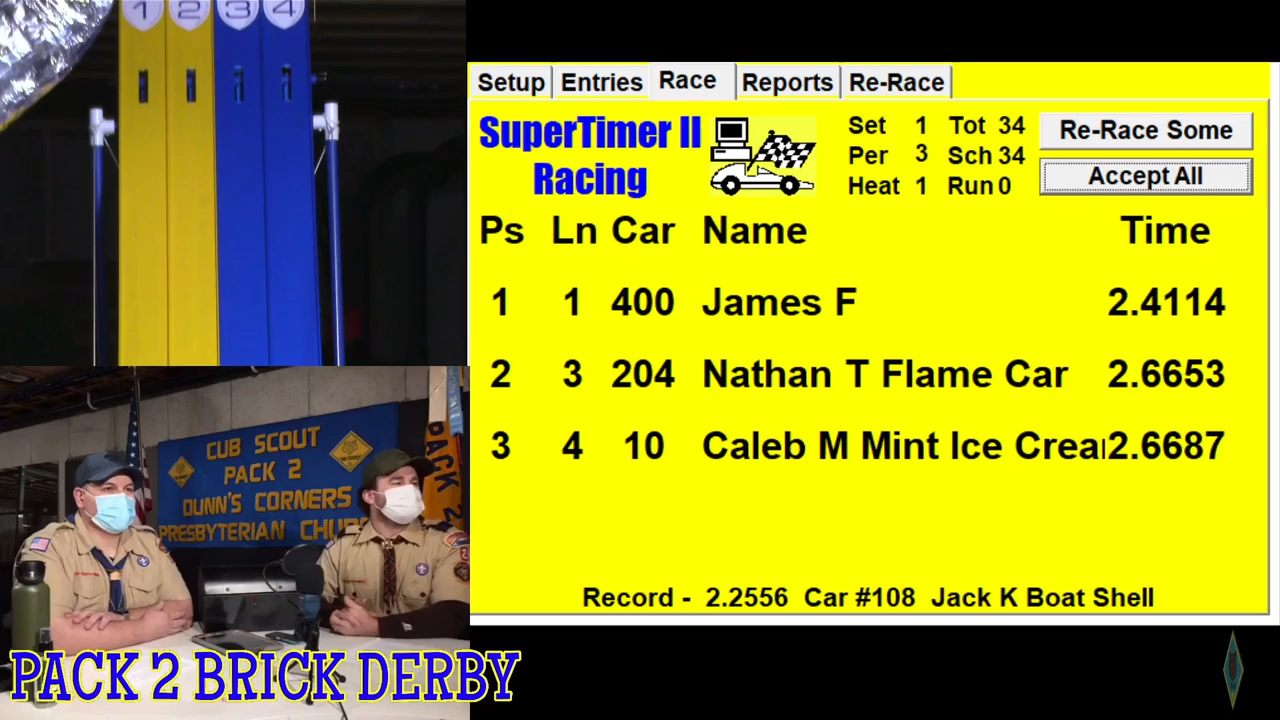 1 2 3 4
Setup Entries Race Reports Re-Race
SuperTimer II
Racing
Set 1 Tot 34
Per 3 Sch 34
Heat 1 Run 0
Re-Race Some
Accept All
Ps Ln Car Name Time
1 1 400 James F 2.4114
2 3 204 Nathan T Flame Car 2.6653
3 4 10 Caleb M Mint Ice Crea 2.6687
Record - 2.2556 Car #108 Jack K Boat Shell
CUB SCOUT
PACK 2
DUNN'S CORNERS
PRESBYTERIAN CHU
PACK 2
PACK 2 BRICK DERBY